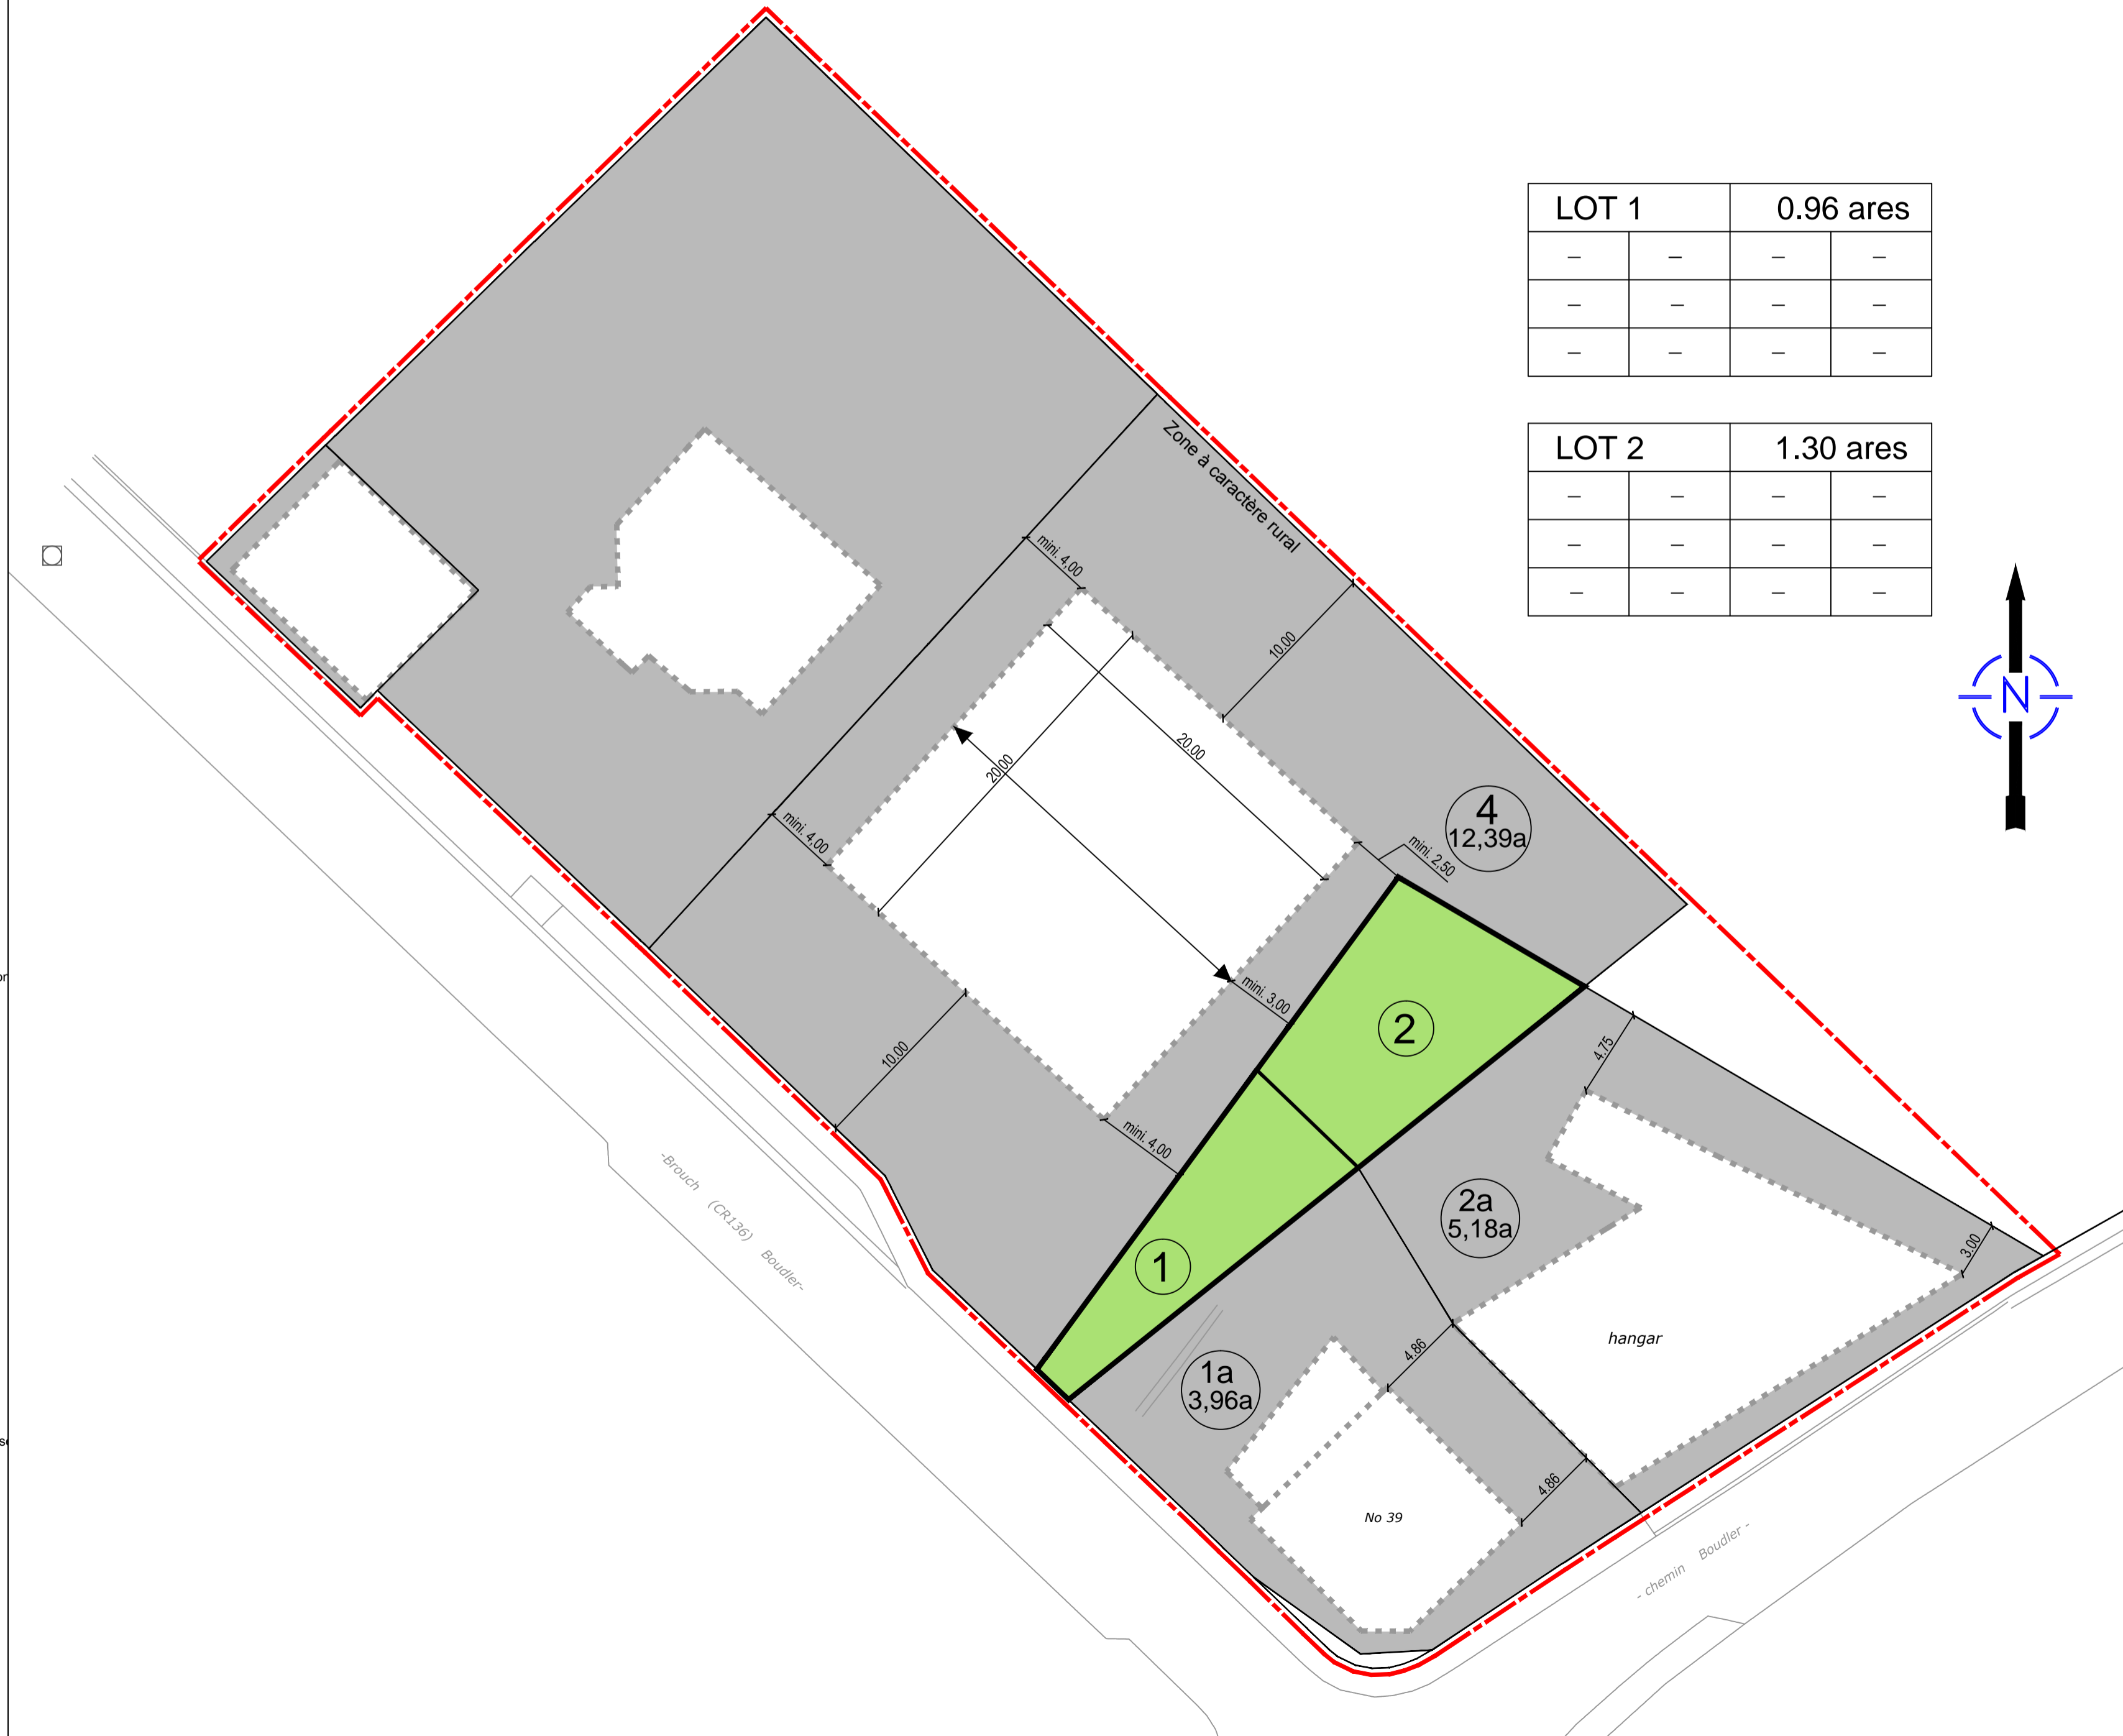 LOT 1 0.96 ares
– – – –
– – – –
– – – –
LOT 2 1.30 ares
– – – –
– – – –
– – – –
N
Zone à caractère rural
mini. 4,00
10.00
20.00
20.00
mini. 4,00
4
12,39a
mini. 2,50
mini. 3,00
2
4.75
10.00
mini. 4,00
2a
5,18a
1
3.00
-Brouch (CR136) Boudler-
hangar
4.86
1a
3,96a
4.86
No 39
- chemin Boudler -